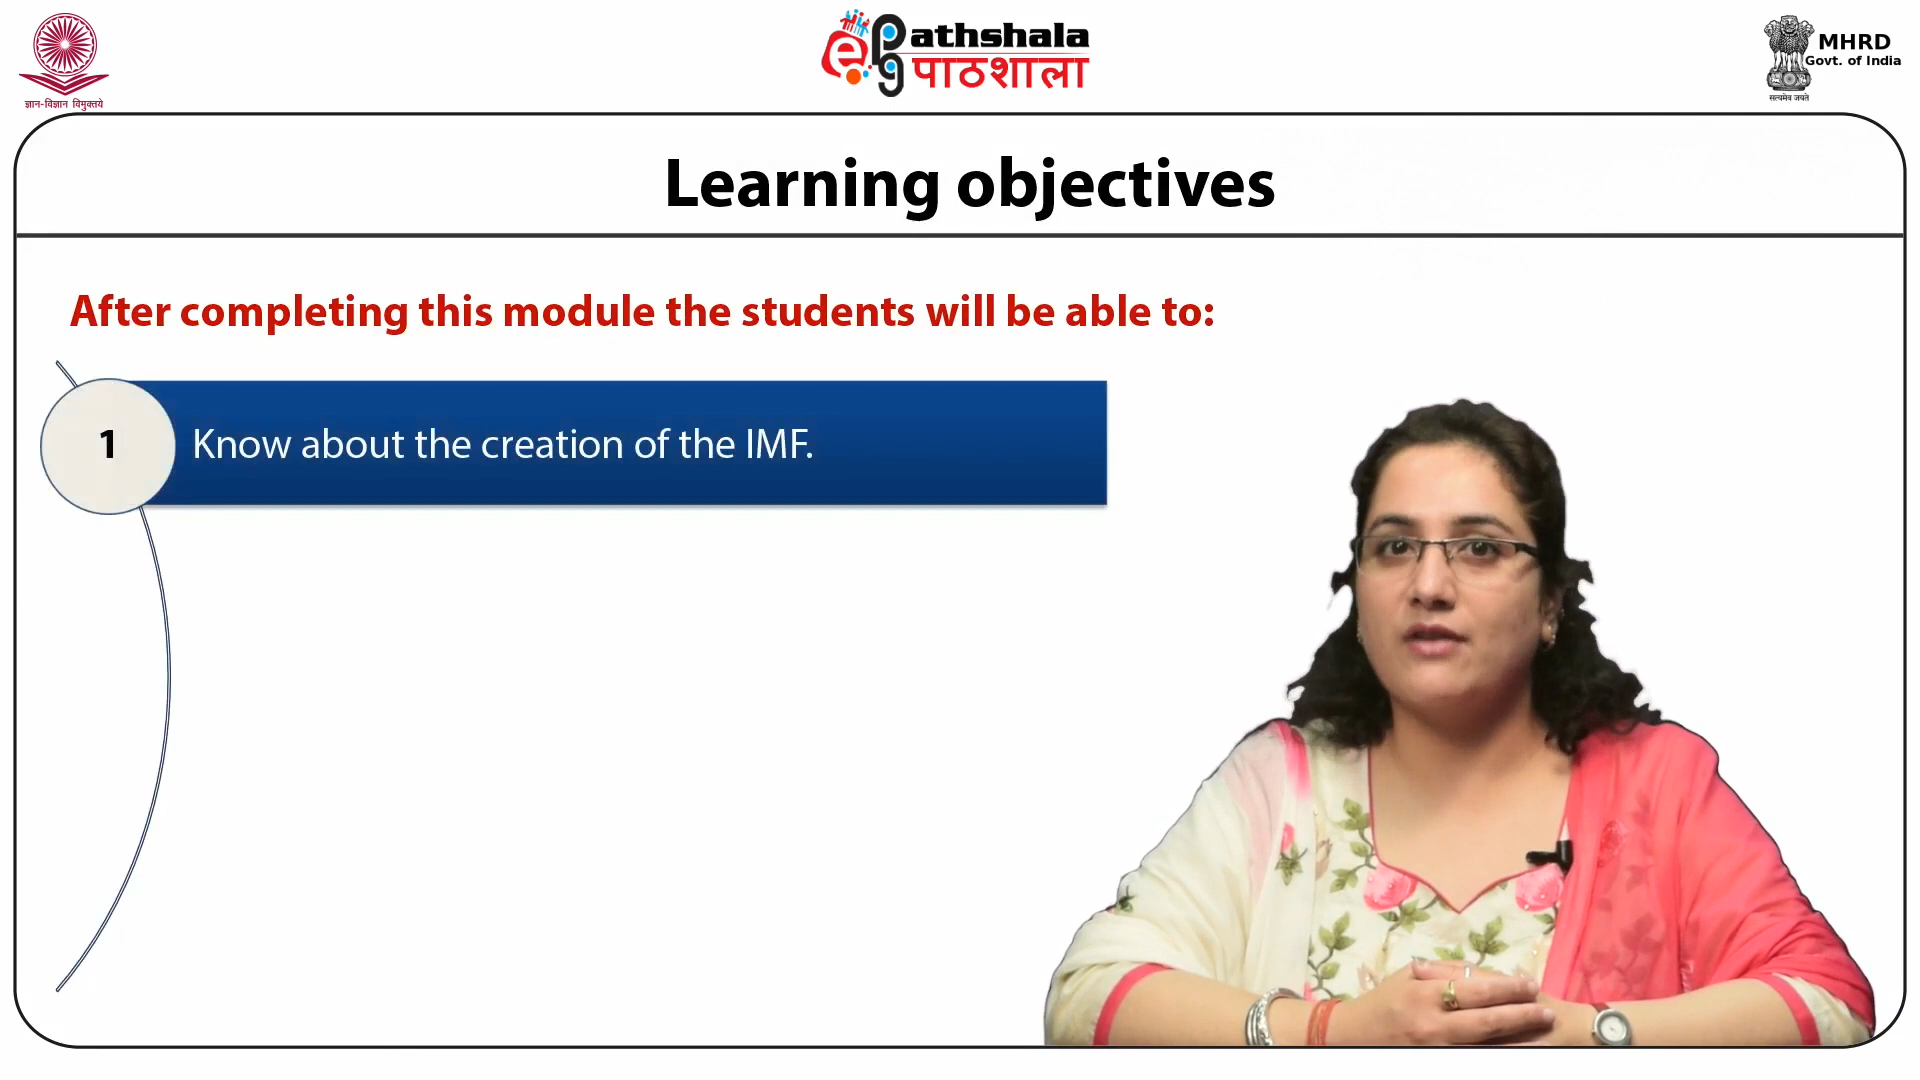 ज्ञान-विज्ञान विमुक्तये
ePg
athshala
पाठशाला
MHRD
Govt. of India
सत्यमेव जयते
Learning objectives
After completing this module the students will be able to:
1
Know about the creation of the IMF.